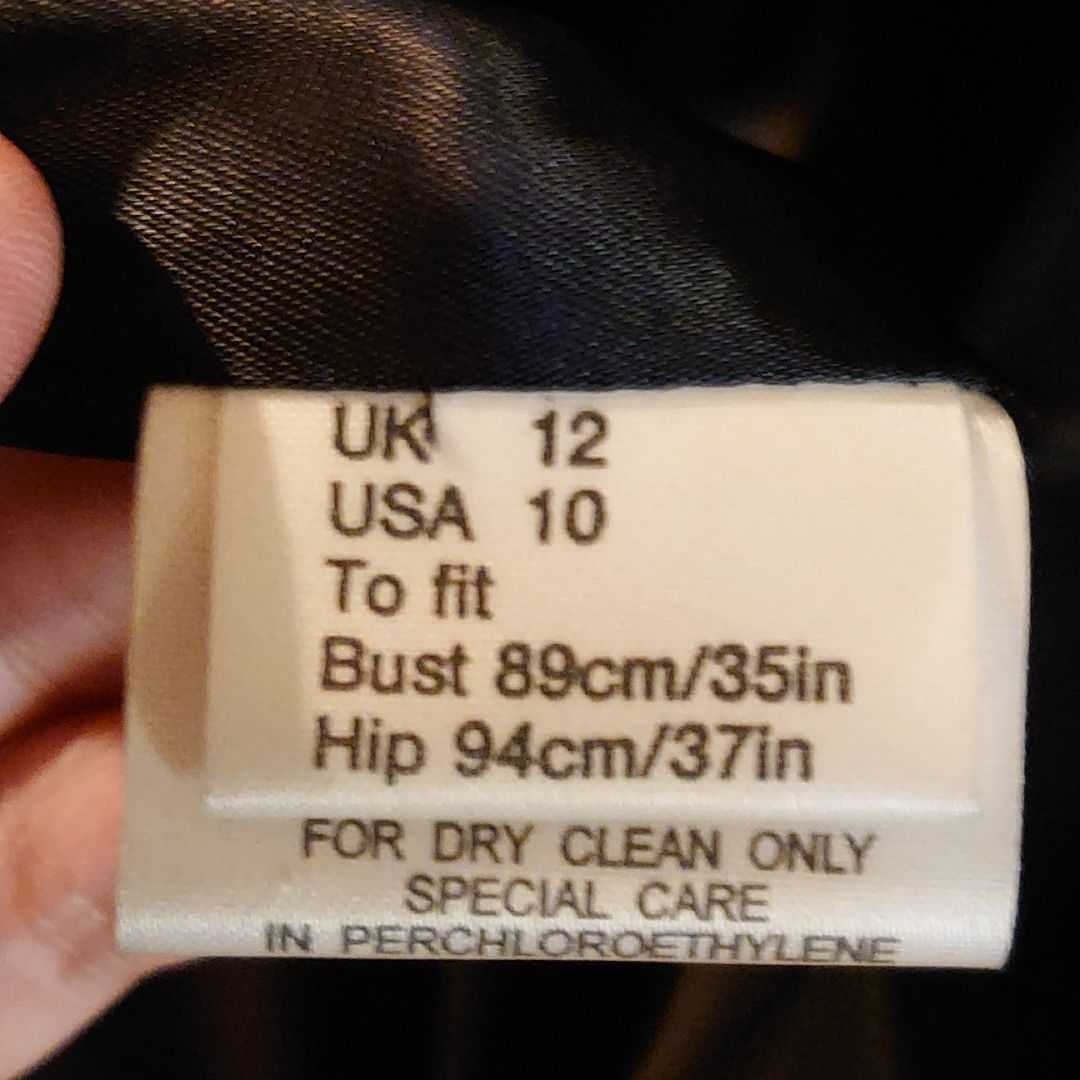 UK 12
USA 10
To fit
Bust 89cm/35in
Hip 94cm/37in
FOR DRY CLEAN ONLY
SPECIAL CARE
IN PERCHLOROETHYLENE